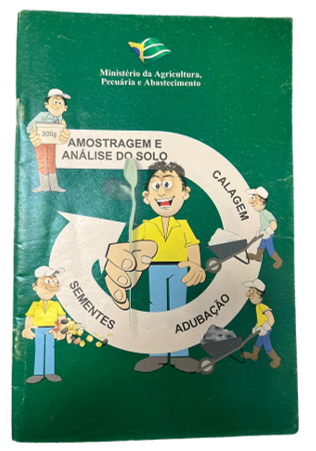 Ministério da Agricultura,
Pecuária e Abastecimento
300g
AMOSTRAGEM E
ANÁLISE DO SOLO
CALAGEM
ADUBAÇÃO
SEMENTES